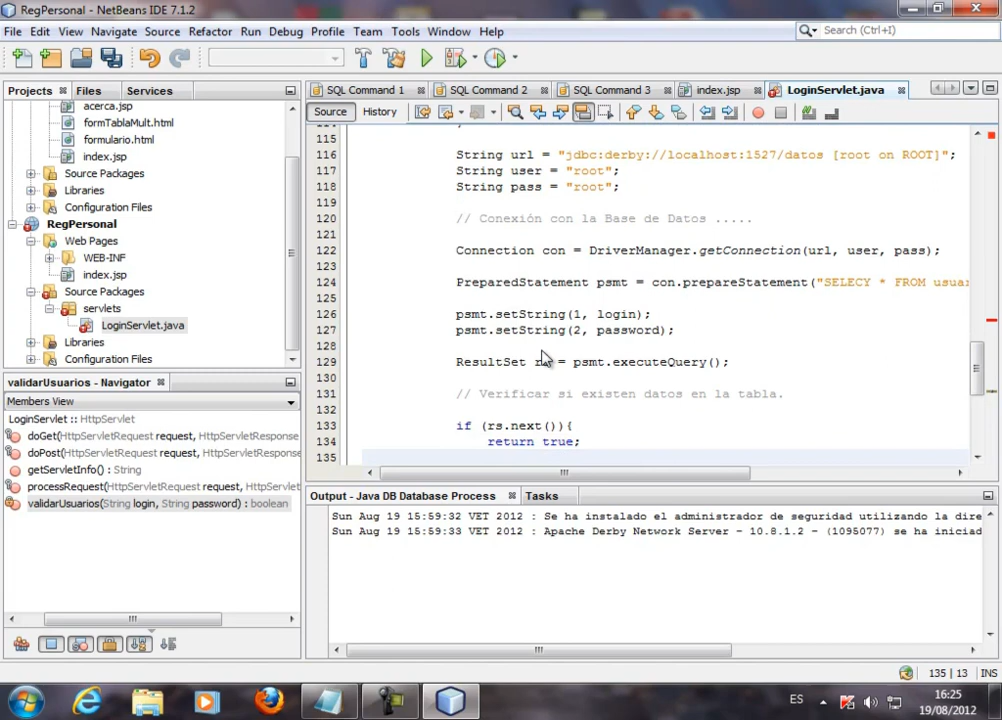 RegPersonal - NetBeans IDE 7.1.2
File Edit View Navigate Source Refactor Run Debug Profile Team Tools Window Help
Search (Ctrl+I)
Projects Files Services
SQL Command 1 SQL Command 2 SQL Command 3 index.jsp LoginServlet.java
Source History
acerca.jsp
formTablaMult.html
formulario.html
index.jsp
Source Packages
Libraries
Configuration Files
RegPersonal
Web Pages
WEB-INF
index.jsp
Source Packages
servlets
LoginServlet.java
Libraries
Configuration Files
115
116 String url = "jdbc:derby://localhost:1527/datos [root on ROOT]";
117 String user = "root";
118 String pass = "root";
119
120 // Conexión con la Base de Datos .....
121
122 Connection con = DriverManager.getConnection(url, user, pass);
123
124 PreparedStatement psmt = con.prepareStatement("SELECY * FROM usuar
125
126 psmt.setString(1, login);
127 psmt.setString(2, password);
128
129 ResultSet = psmt.executeQuery();
130
131 // Verificar si existen datos en la tabla.
132
133 if (rs.next()){
134 return true;
135
validarUsuarios - Navigator
Members View
LoginServlet :: HttpServlet
doGet(HttpServletRequest request, HttpServletResponse
doPost(HttpServletRequest request, HttpServletResponse
getServletInfo() : String
processRequest(HttpServletRequest request, HttpServlet
validarUsuarios(String login, String password) : boolean
Output - Java DB Database Process Tasks
Sun Aug 19 15:59:32 VET 2012 : Se ha instalado el administrador de seguridad utilizando la dire
Sun Aug 19 15:59:33 VET 2012 : Apache Derby Network Server - 10.8.1.2 - (1095077) se ha iniciad
135 | 13 INS
ES
16:25
19/08/2012